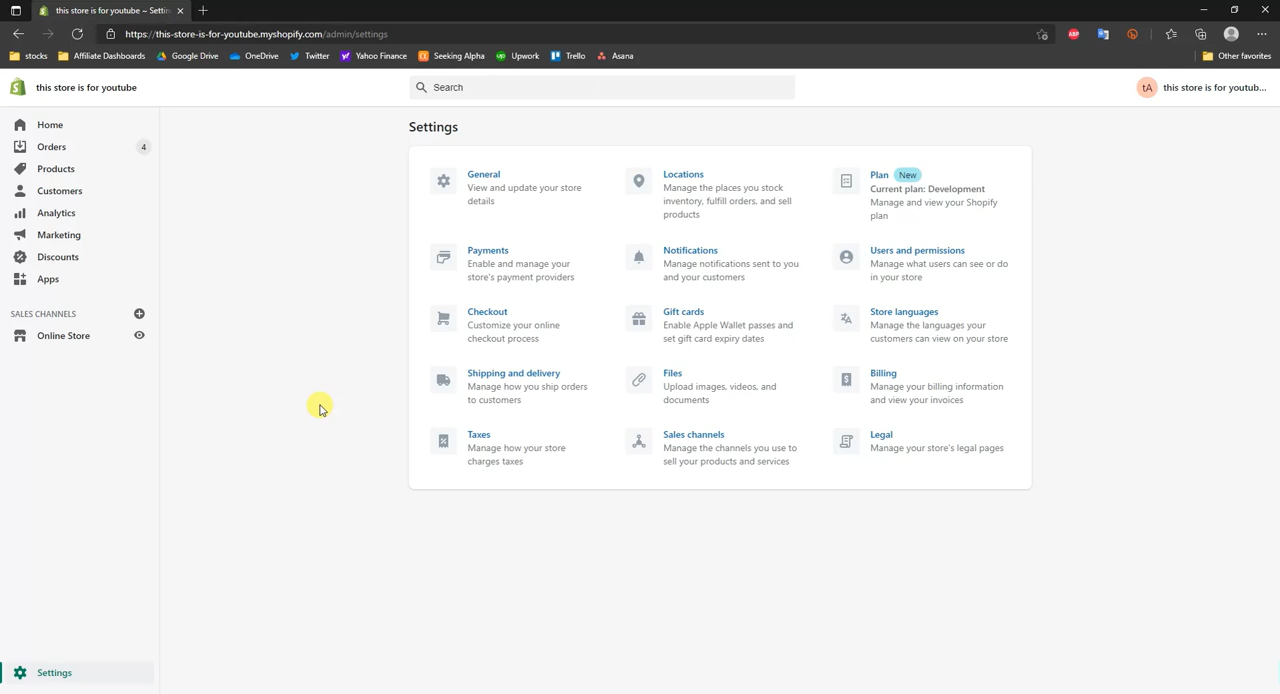 this store is for youtube ~ Settin
https://this-store-is-for-youtube.myshopify.com/admin/settings
stocks Affiliate Dashboards Google Drive OneDrive Twitter Yahoo Finance Seeking Alpha Upwork Trello Asana Other favorites
this store is for youtube
Search
tA this store is for youtub...
Home
Orders 4
Products
Customers
Analytics
Marketing
Discounts
Apps
SALES CHANNELS
Online Store
Settings
Settings
General
View and update your store
details
Locations
Manage the places you stock
inventory, fulfill orders, and sell
products
Plan New
Current plan: Development
Manage and view your Shopify
plan
Payments
Enable and manage your
store's payment providers
Notifications
Manage notifications sent to you
and your customers
Users and permissions
Manage what users can see or do
in your store
Checkout
Customize your online
checkout process
Gift cards
Enable Apple Wallet passes and
set gift card expiry dates
Store languages
Manage the languages your
customers can view on your store
Shipping and delivery
Manage how you ship orders
to customers
Files
Upload images, videos, and
documents
Billing
Manage your billing information
and view your invoices
Taxes
Manage how your store
charges taxes
Sales channels
Manage the channels you use to
sell your products and services
Legal
Manage your store's legal pages